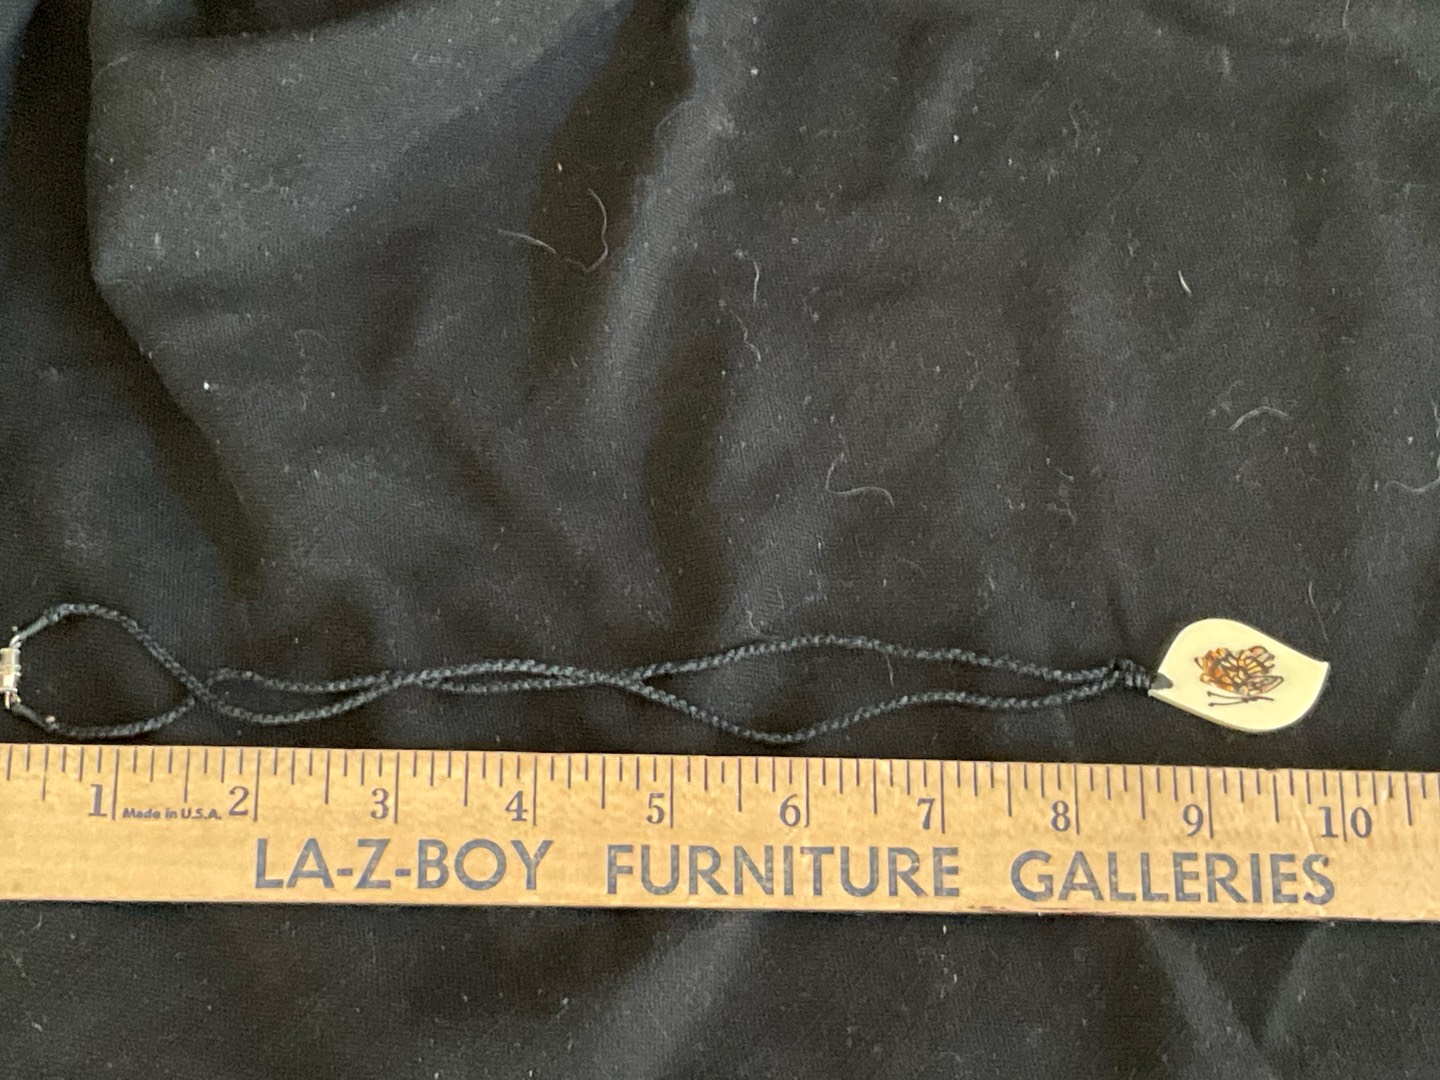 1 Made in U.S.A. 2 3 4 5 6 7 8 9 10
LA-Z-BOY FURNITURE GALLERIES